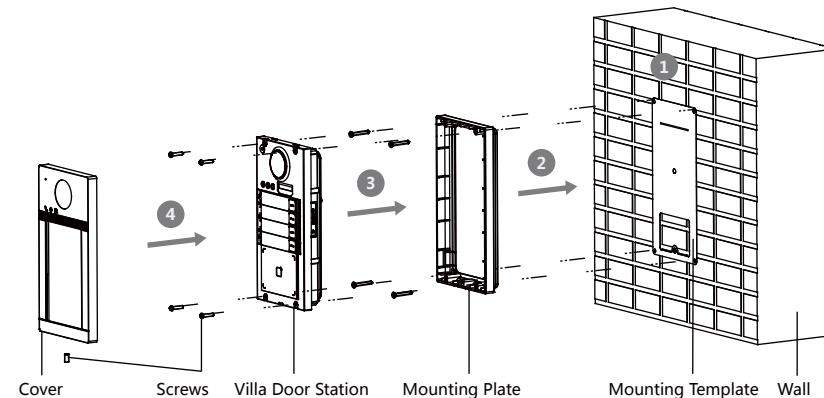 1
2
3
4
Cover
Screws
Villa Door Station
Mounting Plate
Mounting Template
Wall